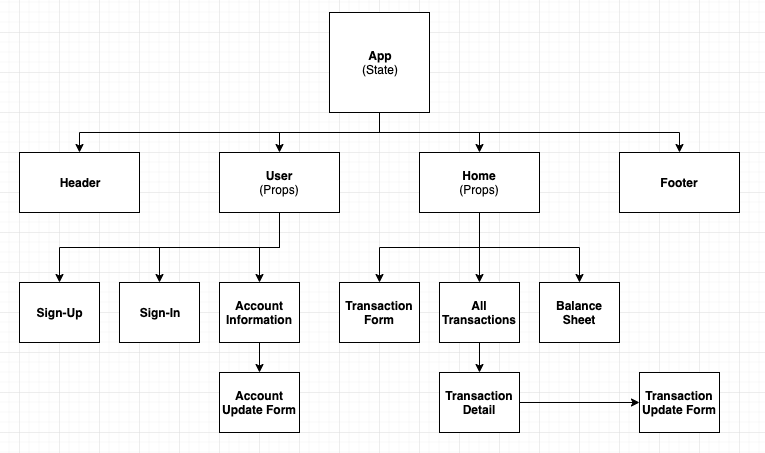 App
(State)
Header
User
(Props)
Home
(Props)
Footer
Sign-Up
Sign-In
Account
Information
Transaction
Form
All
Transactions
Balance
Sheet
Account
Update Form
Transaction
Detail
Transaction
Update Form